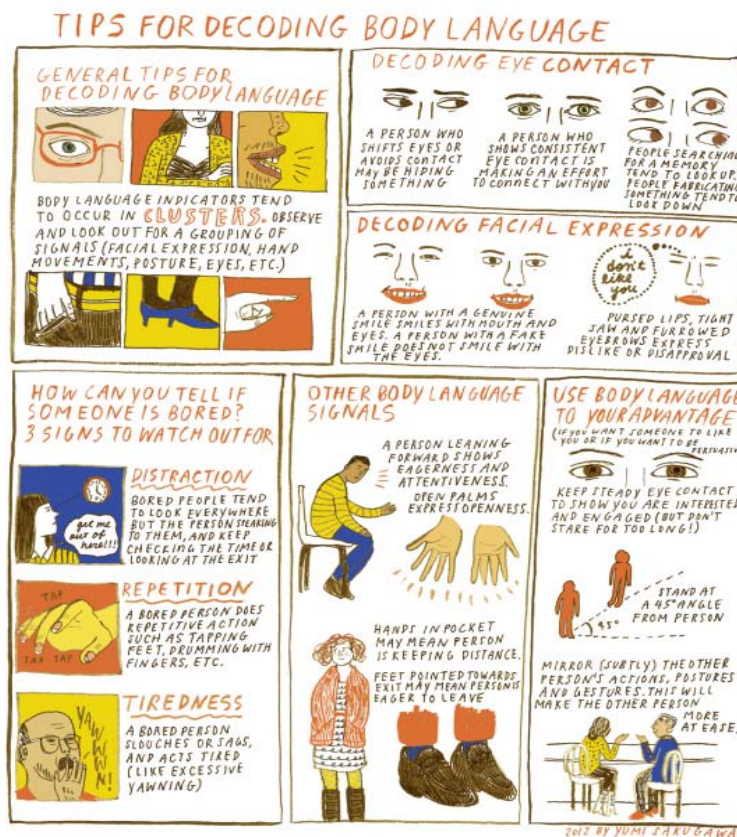 TIPS FOR DECODING BODY LANGUAGE
GENERAL TIPS FOR
DECODING BODY LANGUAGE
BODY LANGUAGE INDICATORS TEND
TO OCCUR IN CLUSTERS. OBSERVE
AND LOOK OUT FOR A GROUPING OF
SIGNALS (FACIAL EXPRESSION, HAND
MOVEMENTS, POSTURE, EYES, ETC.)
DECODING EYE CONTACT
A PERSON WHO
SHIFTS EYES OR
AVOIDS CONTACT
MAY BE HIDING
SOMETHING
A PERSON WHO
SHOWS CONSISTENT
EYE CONTACT IS
MAKING AN EFFORT
TO CONNECT WITH YOU
PEOPLE SEARCHING
FOR A MEMORY
TEND TO LOOK UP.
PEOPLE FABRICATING
SOMETHING TEND TO
LOOK DOWN
DECODING FACIAL EXPRESSION
A PERSON WITH A GENUINE
SMILE SMILES WITH MOUTH AND
EYES. A PERSON WITH A FAKE
SMILE DOES NOT SMILE WITH
THE EYES.
i
don't
like
you
PURSED LIPS, TIGHT
JAW AND FURROWED
EYEBROWS EXPRESS
DISLIKE OR DISAPPROVAL
HOW CAN YOU TELL IF
SOMEONE IS BORED?
3 SIGNS TO WATCH OUT FOR
get me
out of
here!!!
DISTRACTION
BORED PEOPLE TEND
TO LOOK EVERYWHERE
BUT THE PERSON SPEAKING
TO THEM, AND KEEP
CHECKING THE TIME OR
LOOKING AT THE EXIT
TAP
TAP TAP
REPETITION
A BORED PERSON DOES
REPETITIVE ACTION
SUCH AS TAPPING
FEET, DRUMMING WITH
FINGERS, ETC.
YAWWWN!
TIREDNESS
A BORED PERSON
SLOUCHES OR SAGS,
AND ACTS TIRED
(LIKE EXCESSIVE
YAWNING)
OTHER BODY LANGUAGE
SIGNALS
A PERSON LEANING
FORWARD SHOWS
EAGERNESS AND
ATTENTIVENESS.
OPEN PALMS
EXPRESS OPENNESS.
HANDS IN POCKET
MAY MEAN PERSON
IS KEEPING DISTANCE.
FEET POINTED TOWARDS
EXIT MAY MEAN PERSON IS
EAGER TO LEAVE
USE BODY LANGUAGE
TO YOUR ADVANTAGE
(IF YOU WANT SOMEONE TO LIKE
YOU OR IF YOU WANT TO BE
PERSUASIVE
KEEP STEADY EYE CONTACT
TO SHOW YOU ARE INTERESTED
AND ENGAGED (BUT DON'T
STARE FOR TOO LONG!)
45°
STAND AT
A 45° ANGLE
FROM PERSON
MIRROR (SUBTLY) THE OTHER
PERSON'S ACTIONS, POSTURES
AND GESTURES. THIS WILL
MAKE THE OTHER PERSON
MORE
AT EASE.
2012 BY YUMI SAKUGAWA